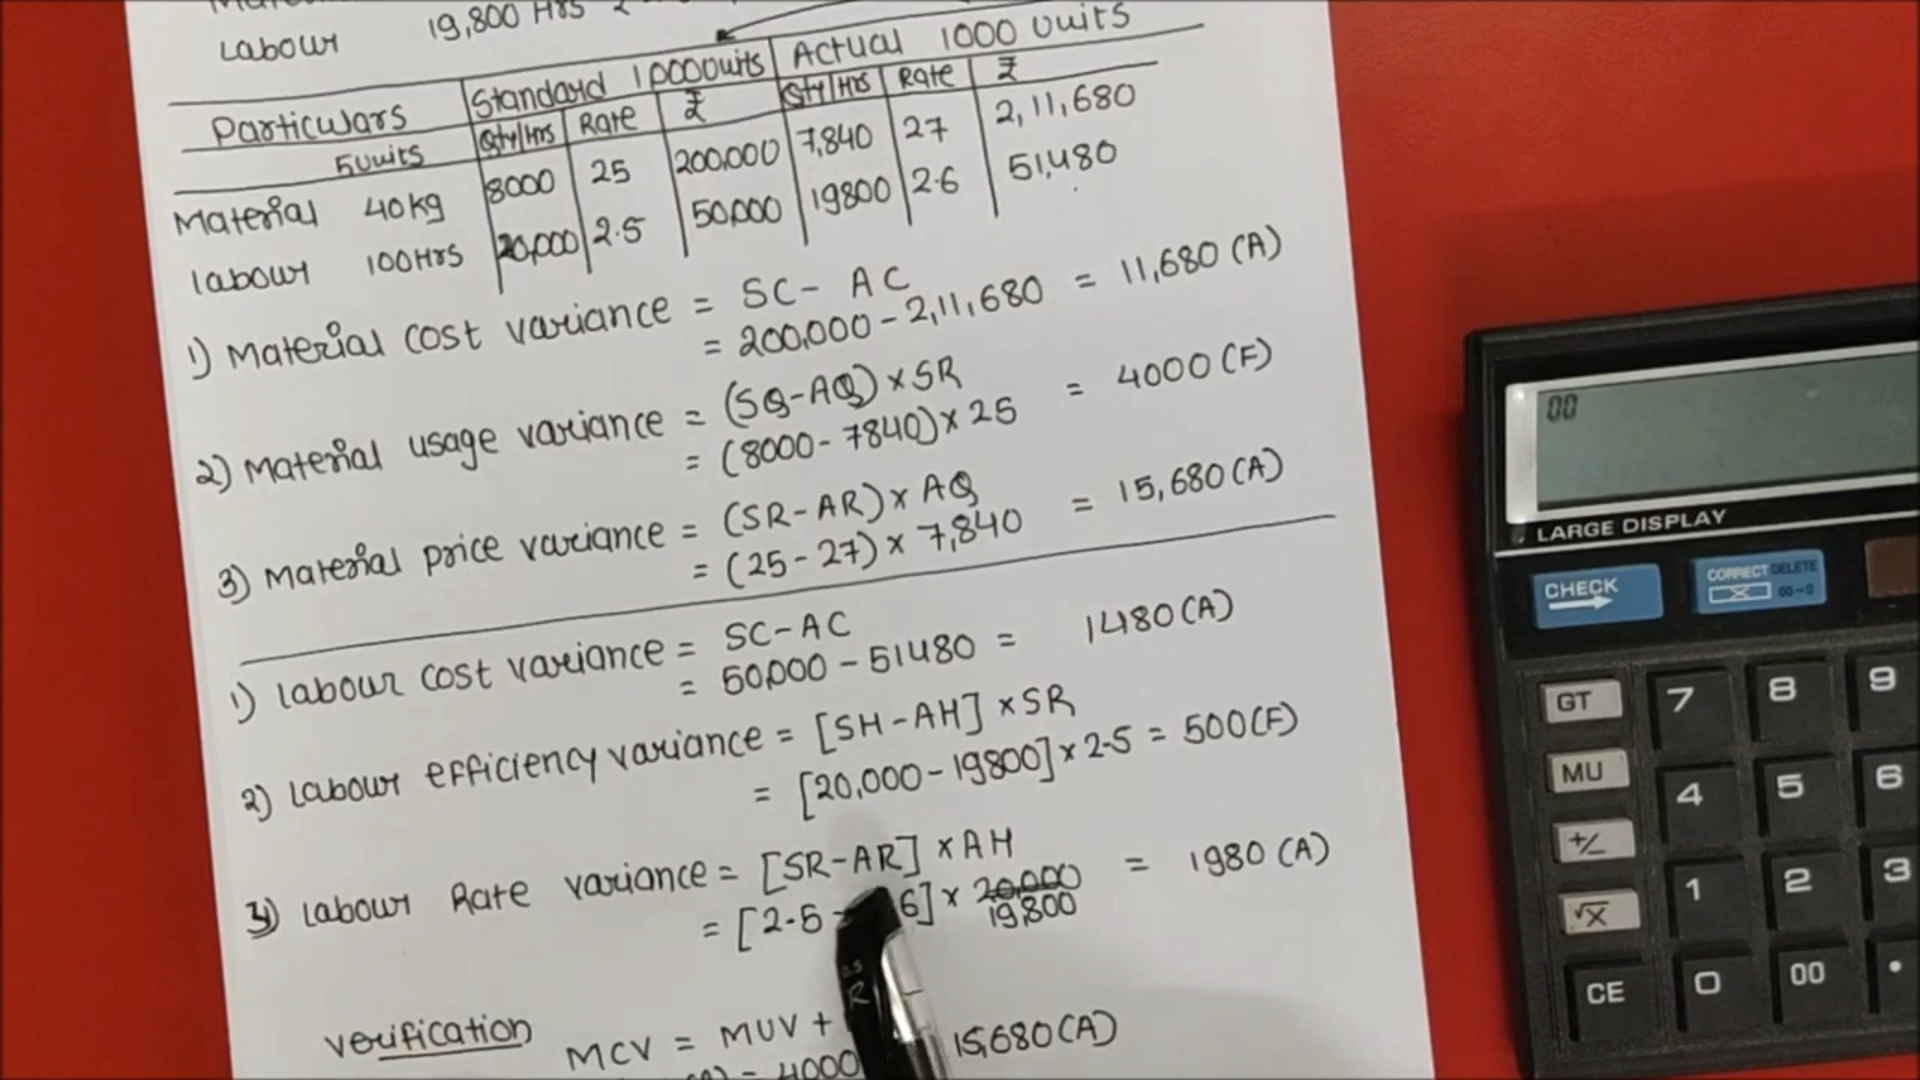 Labour 19,800 Hrs
Particulars Standard 1000 Units Actual 1000 Units
5 Units Qty/Hrs Rate ₹ Qty/Hrs Rate ₹
Material 40kg 8000 25 200,000 7,840 27 2,11,680
Labour 100Hrs 20,000 2.5 50,000 19800 2.6 51,480
1) Material cost variance = SC - AC
= 200,000 - 2,11,680 = 11,680 (A)
2) Material usage variance = (SQ-AQ) × SR
= (8000 - 7840) × 25 = 4000 (F)
3) Material price variance = (SR-AR) × AQ
= (25 - 27) × 7,840 = 15,680 (A)
1) Labour cost variance = SC-AC
= 50,000 - 51480 = 1480 (A)
2) Labour efficiency variance = [SH-AH] × SR
= [20,000 - 19800] × 2.5 = 500 (F)
3) Labour Rate variance = [SR-AR] × AH
= [2.5 - 6] × 20,000 = 1980 (A)
19,800
Verification MCV = MUV +
4000 15,680 (A)
LARGE DISPLAY
00
CHECK
CORRECT DELETE
00→0
GT 7 8 9
MU 4 5 6
+/- 1 2 3
√x
CE 0 00 .